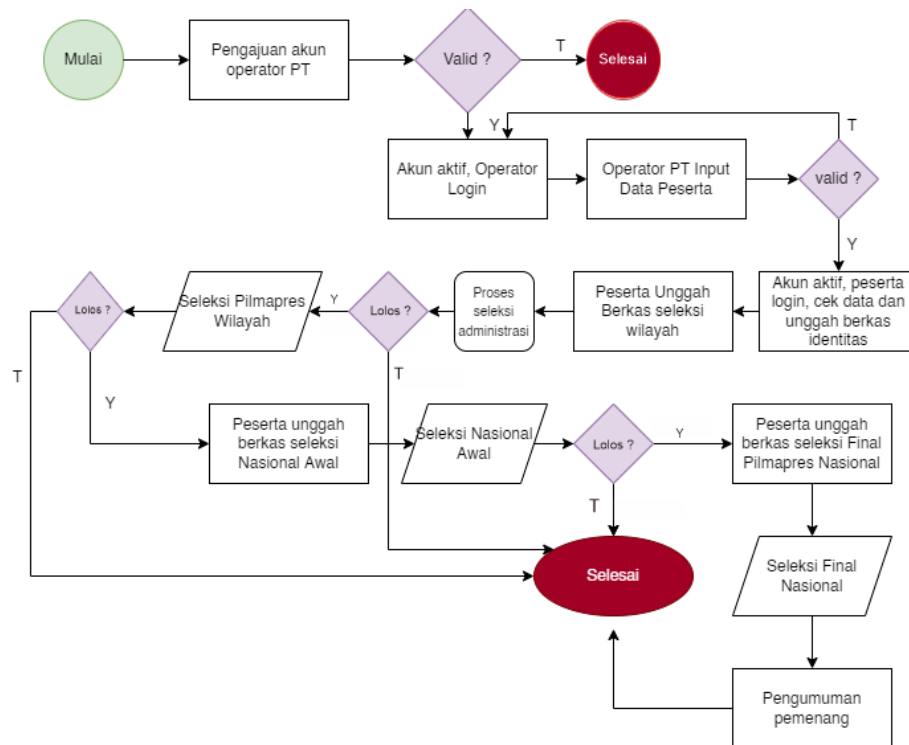 Mulai
Pengajuan akun
operator PT
Valid ?
T
Selesai
Y
T
Akun aktif, Operator
Login
Operator PT Input
Data Peserta
valid ?
Y
Lolos ?
Seleksi Pilmapres
Wilayah
Y
Lolos ?
Proses
seleksi
administrasi
Peserta Unggah
Berkas seleksi
wilayah
Akun aktif, peserta
login, cek data dan
unggah berkas
identitas
T
Y
T
Peserta unggah
berkas seleksi
Nasional Awal
Seleksi Nasional
Awal
Lolos ?
Y
Peserta unggah
berkas seleksi Final
Pilmapres Nasional
T
Selesai
Seleksi Final
Nasional
Pengumuman
pemenang